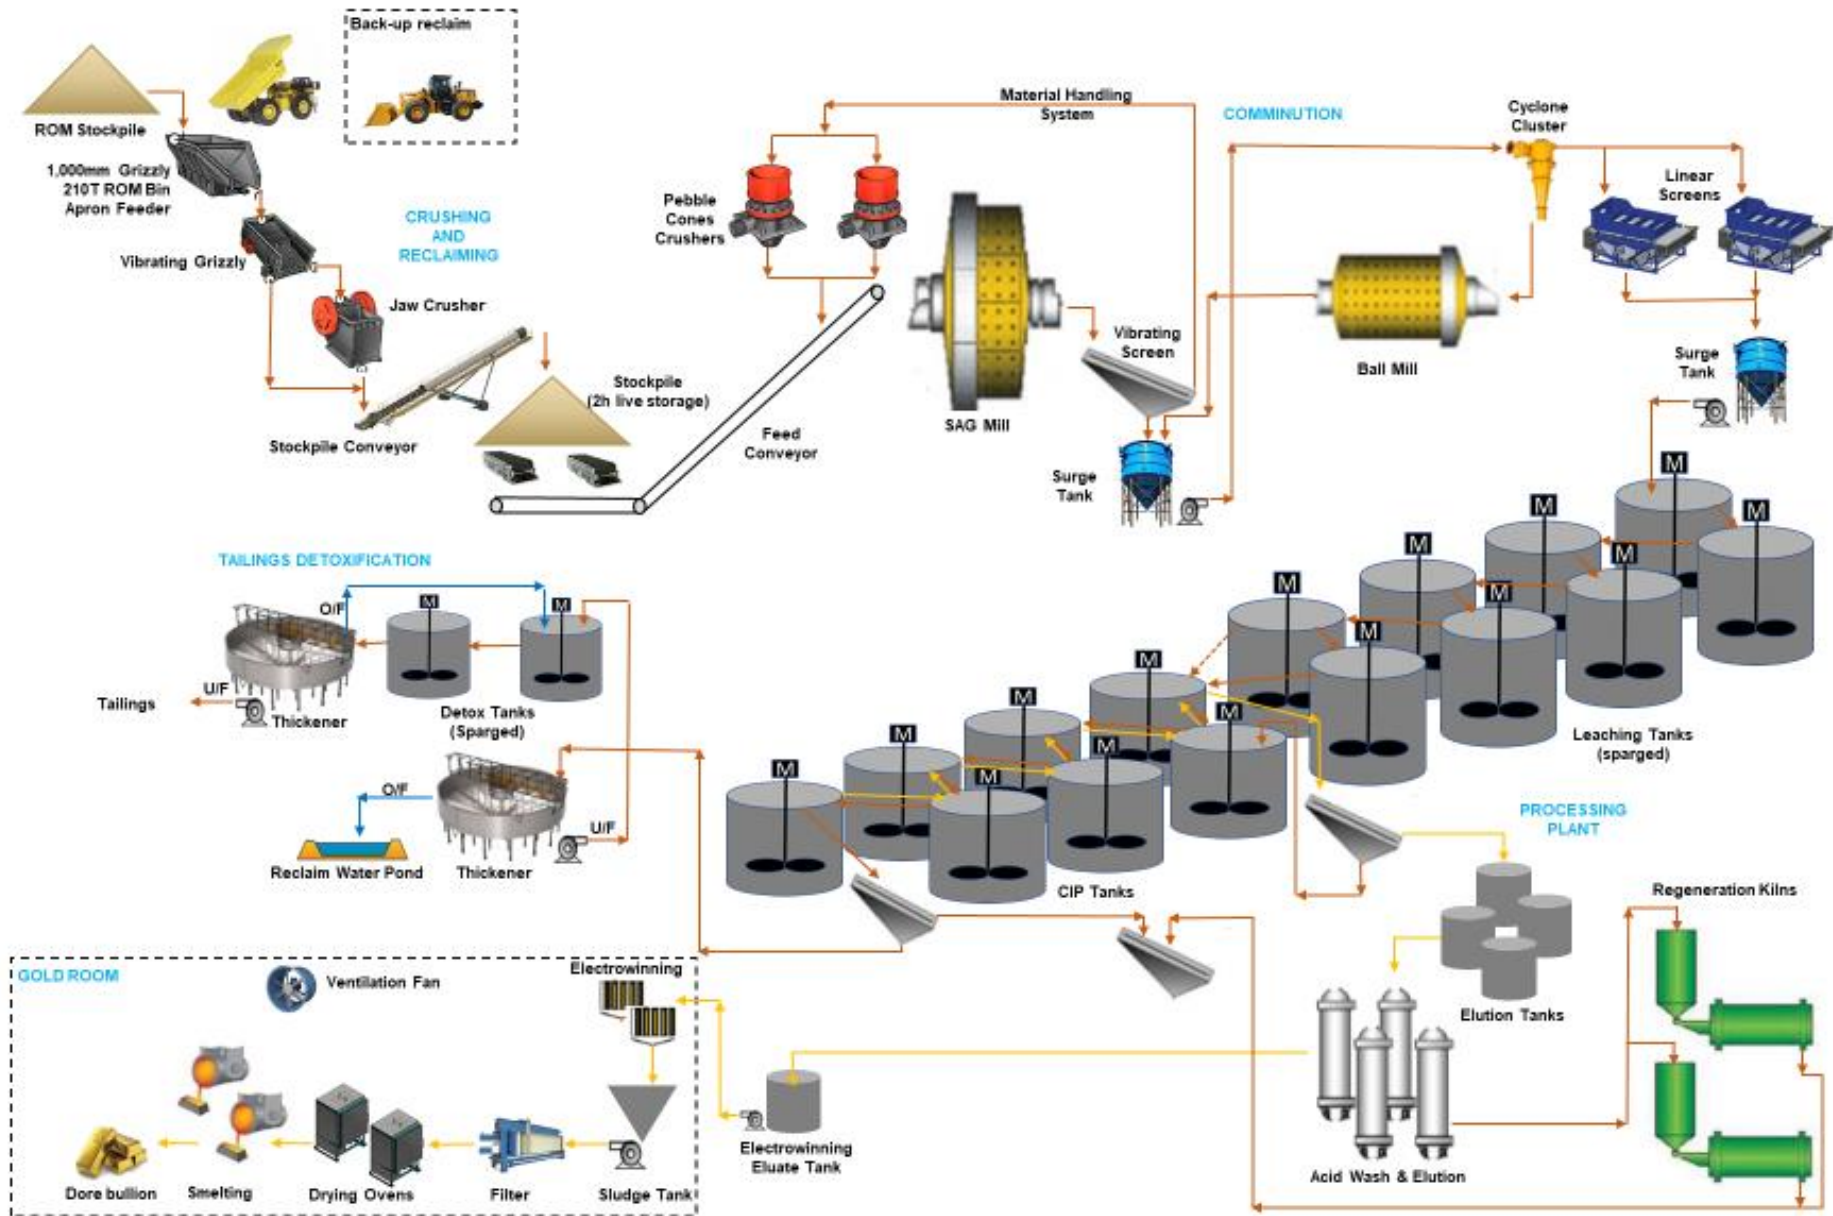 Back-up reclaim
ROM Stockpile
1,000mm Grizzly
210T ROM Bin
Apron Feeder
CRUSHING
AND
RECLAIMING
Vibrating Grizzly
Jaw Crusher
Stockpile Conveyor
Stockpile
(2h live storage)
Feed
Conveyor
Pebble
Cones
Crushers
Material Handling
System
SAG Mill
Vibrating
Screen
Surge
Tank
COMMINUTION
Cyclone
Cluster
Ball Mill
Linear
Screens
Surge
Tank
M
M
M
M
M
M
M
M
M
M
Leaching Tanks
(sparged)
M
M
M
M
M
M
M
M
CIP Tanks
TAILINGS DETOXIFICATION
O/F
M
M
U/F
Tailings
Thickener
Detox Tanks
(Sparged)
O/F
U/F
Reclaim Water Pond
Thickener
PROCESSING
PLANT
Regeneration Kilns
Elution Tanks
Acid Wash & Elution
GOLD ROOM
Ventilation Fan
Electrowinning
Electrowinning
Eluate Tank
Dore bullion
Smelting
Drying Ovens
Filter
Sludge Tank